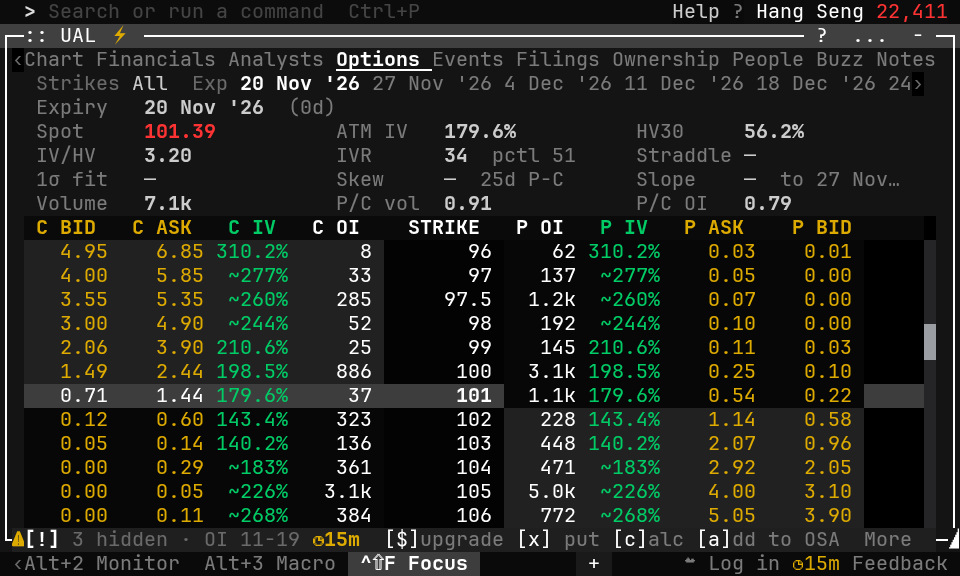 > Search or run a command  Ctrl+P  Help ? Hang Seng 22,411
:: UAL ⚡ ? ... -
‹Chart Financials Analysts Options Events Filings Ownership People Buzz Notes
Strikes All  Exp 20 Nov '26 27 Nov '26 4 Dec '26 11 Dec '26 18 Dec '26 24›
Expiry 20 Nov '26 (0d)
Spot 101.39 ATM IV 179.6% HV30 56.2%
IV/HV 3.20 IVR 34 pctl 51 Straddle —
1σ fit — Skew — 25d P-C Slope — to 27 Nov…
Volume 7.1k P/C vol 0.91 P/C OI 0.79
C BID C ASK C IV C OI STRIKE P OI P IV P ASK P BID
4.95 6.85 310.2% 8 96 62 310.2% 0.03 0.01
4.00 5.85 ~277% 33 97 137 ~277% 0.05 0.00
3.55 5.35 ~260% 285 97.5 1.2k ~260% 0.07 0.00
3.00 4.90 ~244% 52 98 192 ~244% 0.10 0.00
2.06 3.90 210.6% 25 99 145 210.6% 0.11 0.03
1.49 2.44 198.5% 886 100 3.1k 198.5% 0.25 0.10
0.71 1.44 179.6% 37 101 1.1k 179.6% 0.54 0.22
0.12 0.60 143.4% 323 102 228 143.4% 1.14 0.58
0.05 0.14 140.2% 136 103 448 140.2% 2.07 0.96
0.00 0.29 ~183% 361 104 471 ~183% 2.92 2.05
0.00 0.05 ~226% 3.1k 105 5.0k ~226% 4.00 3.10
0.00 0.11 ~268% 384 106 772 ~268% 5.05 3.90
⚠[!] 3 hidden · OI 11-19 ◷15m [$]upgrade [x] put [c]alc [a]dd to OSA More
‹Alt+2 Monitor Alt+3 Macro ^⇧F Focus + Log in ◷15m Feedback